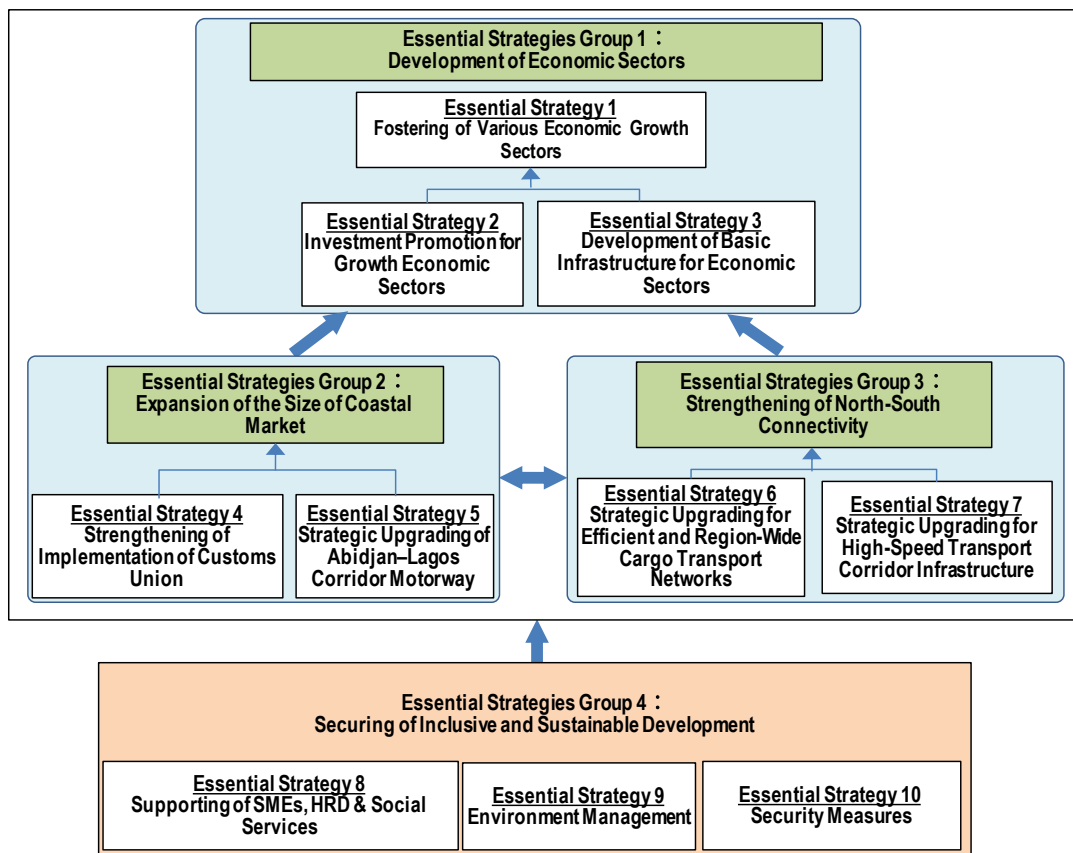 Essential Strategies Group 1：
Development of Economic Sectors
Essential Strategy 1
Fostering of Various Economic Growth
Sectors
Essential Strategy 2
Investment Promotion for
Growth Economic
Sectors
Essential Strategy 3
Development of Basic
Infrastructure for Economic
Sectors
Essential Strategies Group 2：
Expansion of the Size of Coastal
Market
Essential Strategy 4
Strengthening of
Implementation of Customs
Union
Essential Strategy 5
Strategic Upgrading of
Abidjan–Lagos
Corridor Motorway
Essential Strategies Group 3：
Strengthening of North-South
Connectivity
Essential Strategy 6
Strategic Upgrading for
Efficient and Region-Wide
Cargo Transport
Networks
Essential Strategy 7
Strategic Upgrading for
High-Speed Transport
Corridor Infrastructure
Essential Strategies Group 4：
Securing of Inclusive and Sustainable Development
Essential Strategy 8
Supporting of SMEs, HRD & Social
Services
Essential Strategy 9
Environment Management
Essential Strategy 10
Security Measures